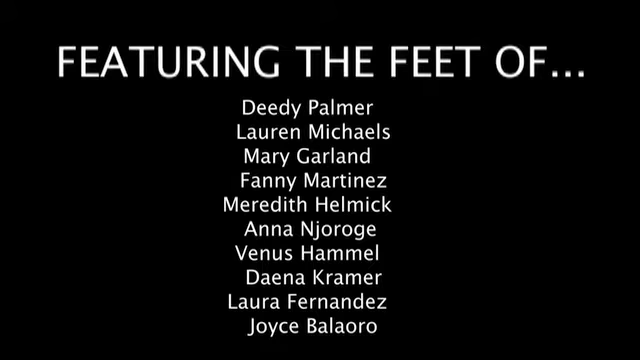 FEATURING THE FEET OF...
Deedy Palmer
Lauren Michaels
Mary Garland
Fanny Martinez
Meredith Helmick
Anna Njoroge
Venus Hammel
Daena Kramer
Laura Fernandez
Joyce Balaoro